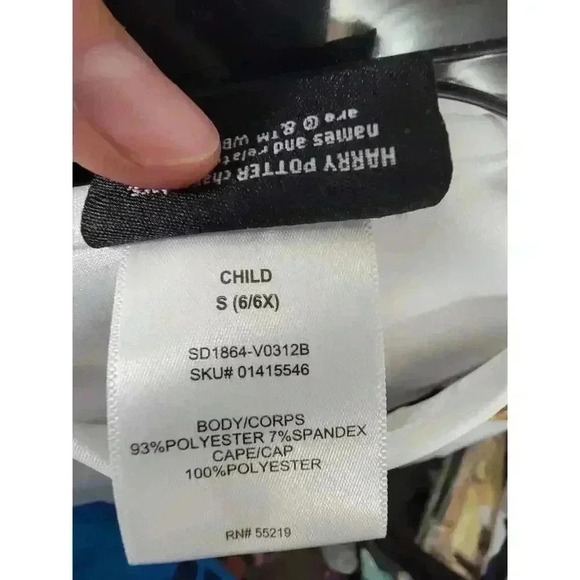 HARRY POTTER
names and
are © & TM WB
CHILD
S (6/6X)
SD1864-V0312B
SKU# 01415546
BODY/CORPS
93%POLYESTER 7%SPANDEX
CAPE/CAP
100%POLYESTER
RN# 55219